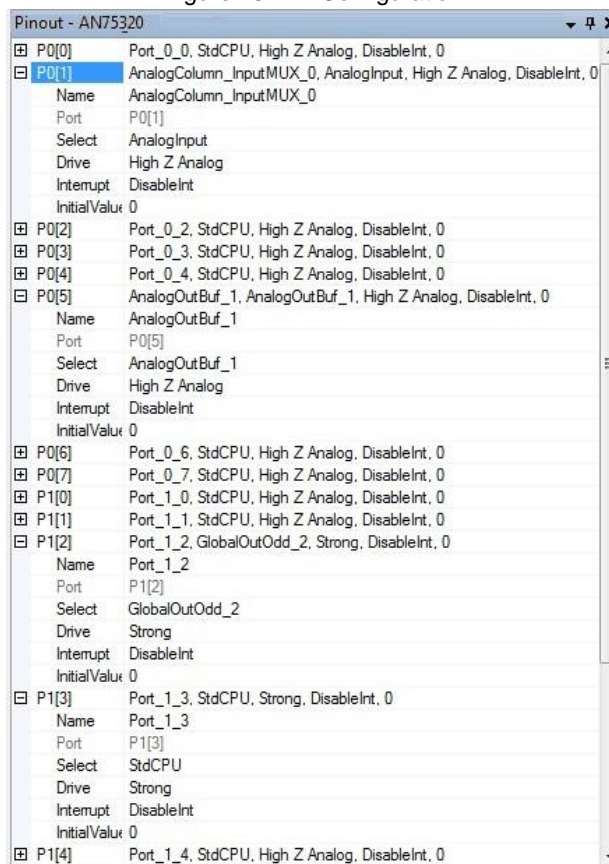 Pinout - AN75320
P0[0] Port_0_0, StdCPU, High Z Analog, DisableInt, 0
P0[1] AnalogColumn_InputMUX_0, AnalogInput, High Z Analog, DisableInt, 0
Name AnalogColumn_InputMUX_0
Port P0[1]
Select AnalogInput
Drive High Z Analog
Interrupt DisableInt
InitialValue 0
P0[2] Port_0_2, StdCPU, High Z Analog, DisableInt, 0
P0[3] Port_0_3, StdCPU, High Z Analog, DisableInt, 0
P0[4] Port_0_4, StdCPU, High Z Analog, DisableInt, 0
P0[5] AnalogOutBuf_1, AnalogOutBuf_1, High Z Analog, DisableInt, 0
Name AnalogOutBuf_1
Port P0[5]
Select AnalogOutBuf_1
Drive High Z Analog
Interrupt DisableInt
InitialValue 0
P0[6] Port_0_6, StdCPU, High Z Analog, DisableInt, 0
P0[7] Port_0_7, StdCPU, High Z Analog, DisableInt, 0
P1[0] Port_1_0, StdCPU, High Z Analog, DisableInt, 0
P1[1] Port_1_1, StdCPU, High Z Analog, DisableInt, 0
P1[2] Port_1_2, GlobalOutOdd_2, Strong, DisableInt, 0
Name Port_1_2
Port P1[2]
Select GlobalOutOdd_2
Drive Strong
Interrupt DisableInt
InitialValue 0
P1[3] Port_1_3, StdCPU, Strong, DisableInt, 0
Name Port_1_3
Port P1[3]
Select StdCPU
Drive Strong
Interrupt DisableInt
InitialValue 0
P1[4] Port_1_4, StdCPU, High Z Analog, DisableInt, 0